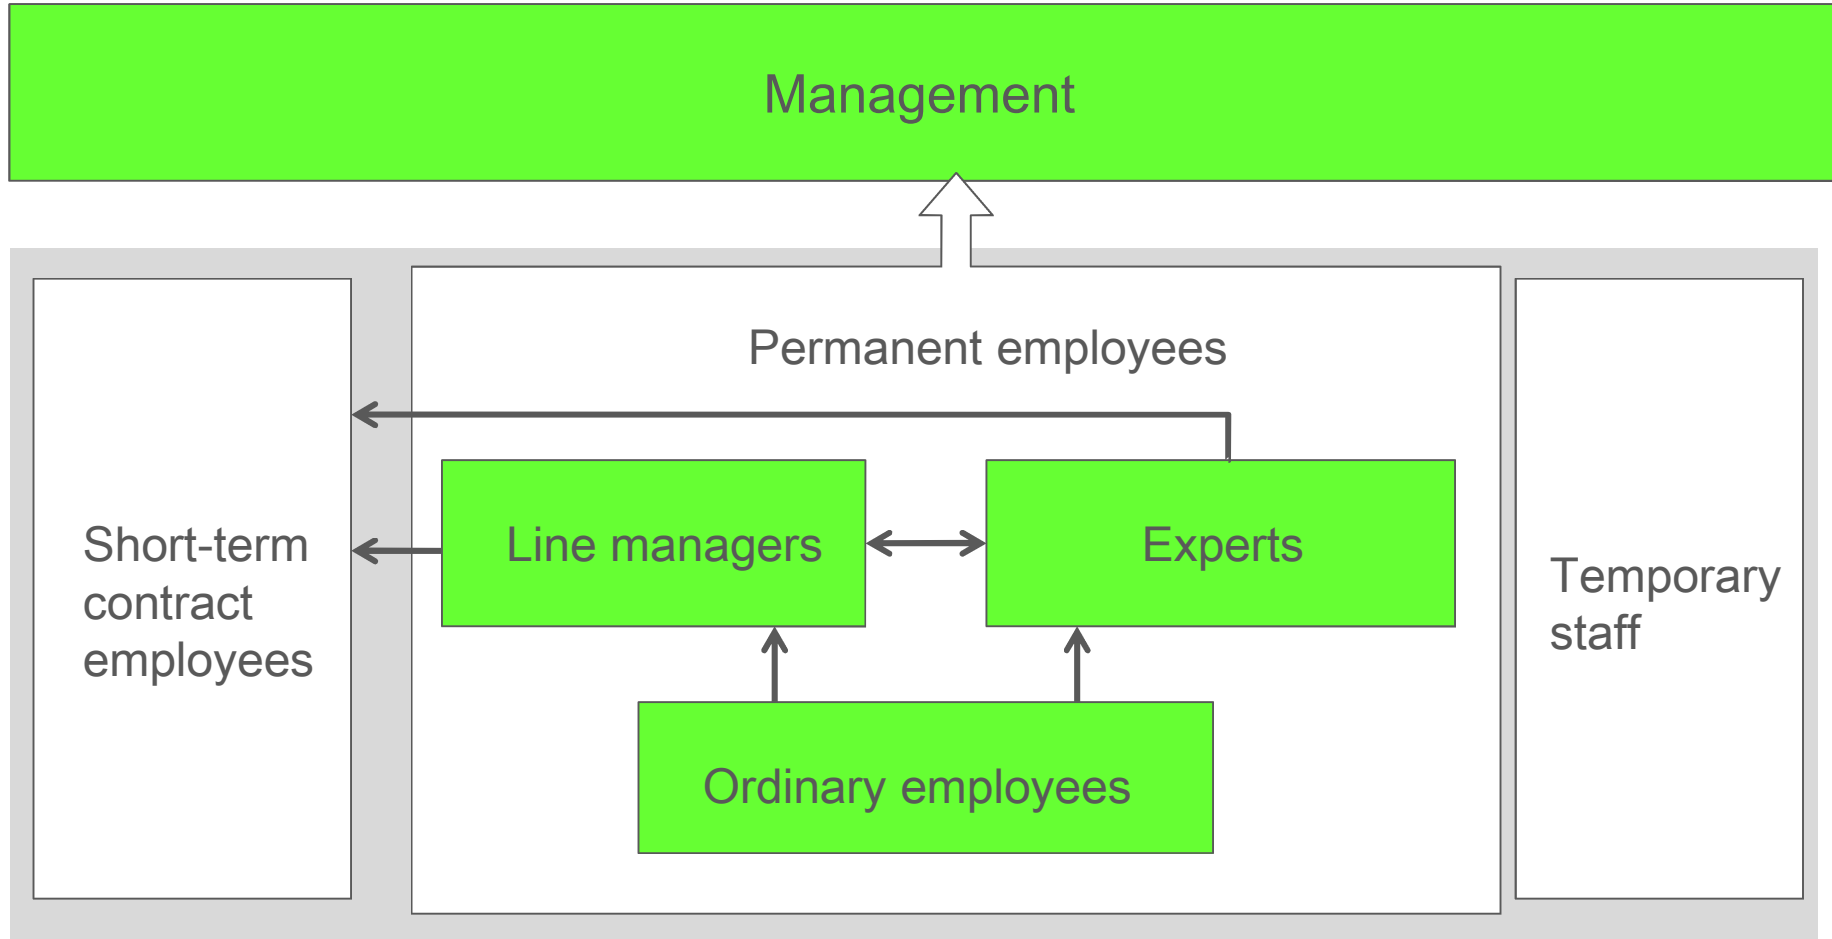 Management
Permanent employees
Short-term
contract
employees
Line managers
Experts
Temporary
staff
Ordinary employees